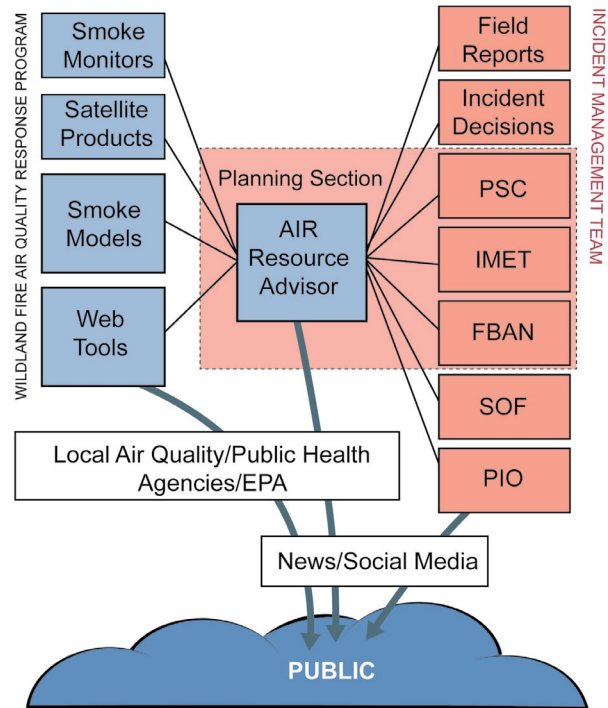 WILDLAND FIRE AIR QUALITY RESPONSE PROGRAM
Smoke
Monitors
Satellite
Products
Smoke
Models
Web
Tools
Planning Section
AIR
Resource
Advisor
Field
Reports
Incident
Decisions
PSC
IMET
FBAN
SOF
PIO
INCIDENT MANAGEMENT TEAM
Local Air Quality/Public Health
Agencies/EPA
News/Social Media
PUBLIC